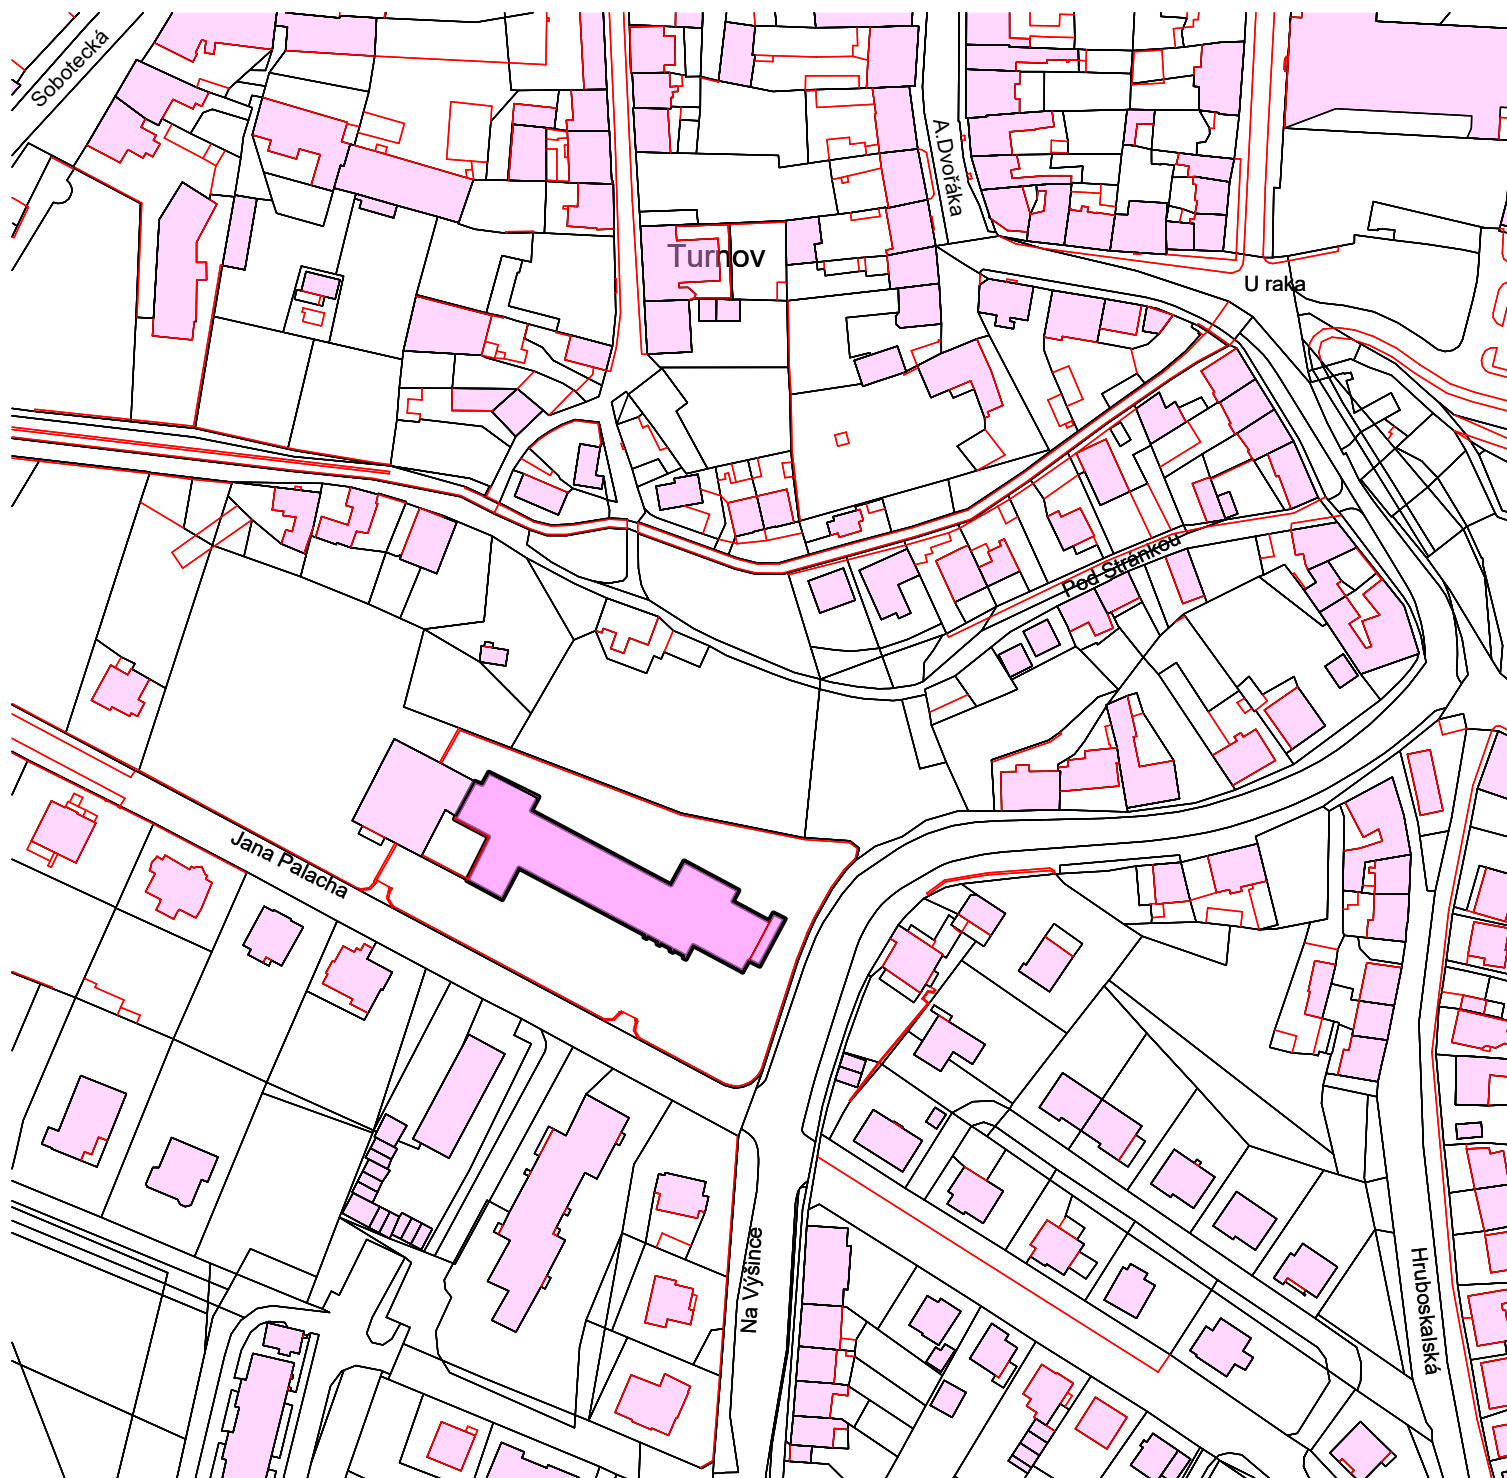 Sobotecká
A.Dvořáka
Turnov
U raka
Pod Stránkou
Jana Palacha
Na Výšince
Hruboskalská